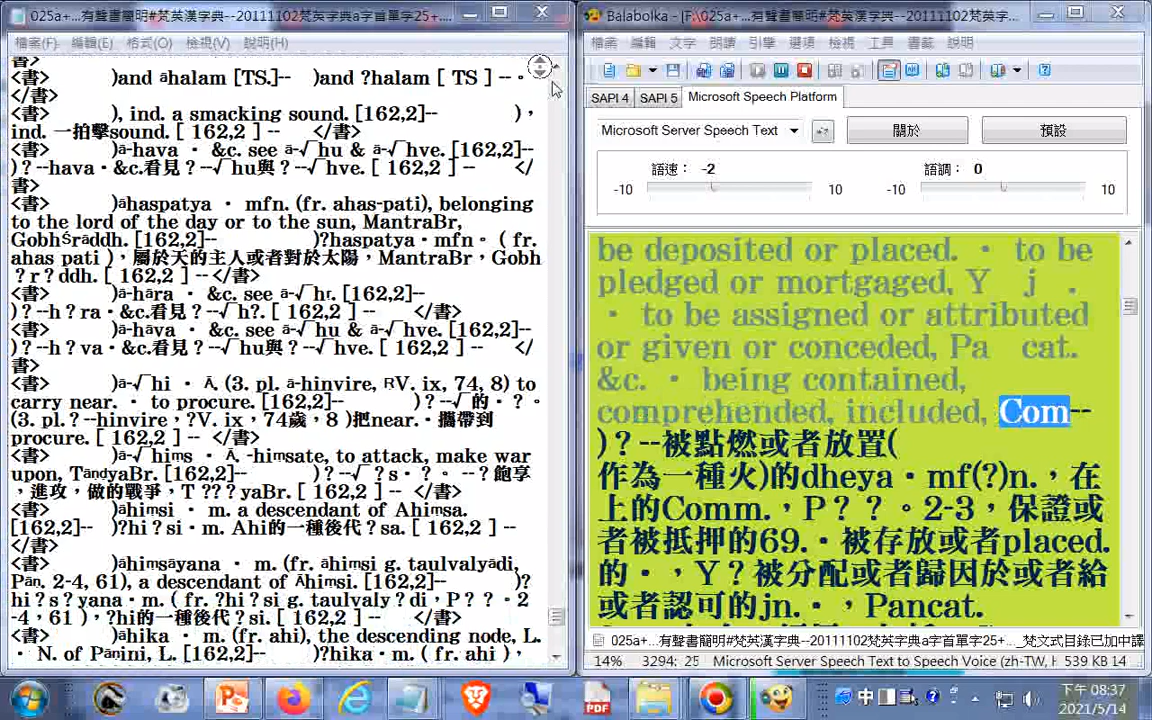 025a+...有聲書簡明#梵英漢字典--20111102梵英字典a字首單字25+...
檔案(F) 編輯(E) 格式(O) 檢視(V) 說明(H)
書>
<書> )and āhalam [TS.]-- )and ?halam [ TS ] -- 。
</書>
<書> ), ind. a smacking sound. [162,2]-- )，
ind. 一拍擊sound. [ 162,2 ] -- </書>
<書> )ā-hava · &c. see ā-√hu & ā-√hve. [162,2]--
)? --hava · &c.看見？--√hu與？--√hve. [ 162,2 ] -- </
書>
<書> )āhaspatya · mfn. (fr. ahas-pati), belonging
to the lord of the day or to the sun, MantraBr,
GobhŚrāddh. [162,2]-- )?haspatya · mfn。 ( fr.
ahas pati )，屬於天的主人或者對於太陽，MantraBr，Gobh
? r? ddh. [ 162,2 ] -- </書>
<書> )ā-hāra · &c. see ā-√hṛ. [162,2]--
)? --h? ra · &c.看見？--√h?. [ 162,2 ] -- </書>
<書> )ā-hāva · &c. see ā-√hu & ā-√hve. [162,2]--
)? --h? va · &c.看見？--√hu與？--√hve. [ 162,2 ] -- </
書>
<書> )ā-√hi · Ā. (3. pl. ā-hinvire, RV. ix, 74, 8) to
carry near. · to procure. [162,2]-- )? --√的 · ? 。
(3. pl.? --hinvire，?V. ix，74歲，8 )把near. · 攜帶到
procure. [ 162,2 ] -- </書>
<書> )ā-√hiṃs · Ā. -hiṃsate, to attack, make war
upon, TāṇḍyaBr. [162,2]-- )? --√? s · ? 。 --? 飽享
，進攻，做的戰爭，T ??? yaBr. [ 162,2 ] -- </書>
<書> )āhiṃsi · m. a descendant of Ahiṃsa.
[162,2]-- )?hi? si · m. Ahi的一種後代？sa. [ 162,2 ] --
</書>
<書> )āhiṃsāyana · m. (fr. āhiṃsi g. taulvalyādi,
Pāṇ. 2-4, 61), a descendant of Āhiṃsi. [162,2]-- )?
hi? s? yana · m. ( fr. ?hi? si g. taulvaly? di，P? ? 。2
-4，61 )，?hi的一種後代？si. [ 162,2 ] -- </書>
<書> )āhika · m. (fr. ahi), the descending node, L.
· N. of Pāṇini, L. [162,2]-- )?hika · m. ( fr. ahi )，
Balabolka - [F:\025a+...有聲書簡明#梵英漢字典--20111102梵英字...
檔案 編輯 文字 朗讀 引擎 選項 檢視 工具 書籤 說明
SAPI 4 SAPI 5 Microsoft Speech Platform
Microsoft Server Speech Text 關於 預設
語速： -2 語調： 0
-10 10 -10 10
be deposited or placed. · to be
pledged or mortgaged, Y j .
· to be assigned or attributed
or given or conceded, Pa cat.
&c. · being contained,
comprehended, included, Com--
)？ --被點燃或者放置(
作為一種火)的dheya · mf(?)n.，在
上的Comm.，P？？。2-3，保證或
者被抵押的69. · 被存放或者placed.
的 · ，Y？被分配或者歸因於或者給
或者認可的jn. · ，Pancat.
025a+...有聲書簡明#梵英漢字典--20111102梵英字典a字首單字25+..._梵文式目錄已加中譯
14% 3294: 25 Microsoft Server Speech Text to Speech Voice (zh-TW, H 539 KB 14
中
下午 08:37
2021/5/14